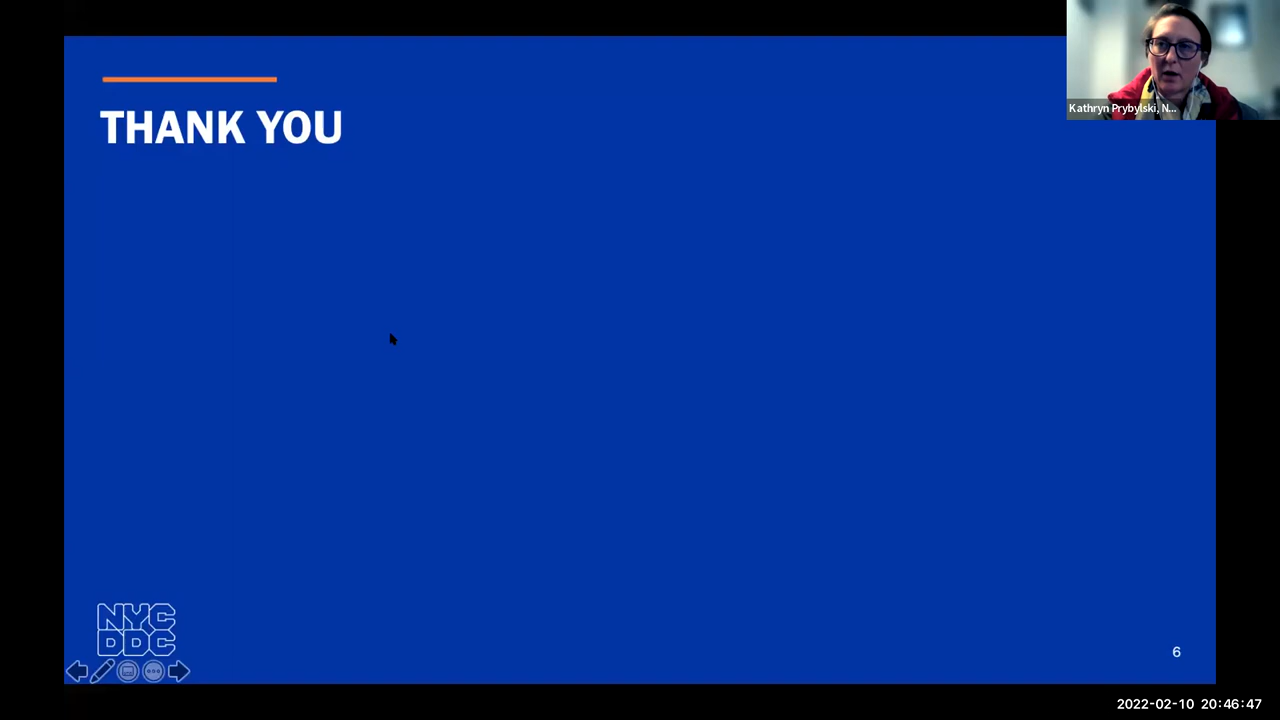 Kathryn Prybylski, N...
THANK YOU
NYC
DDC
6
2022-02-10 20:46:47